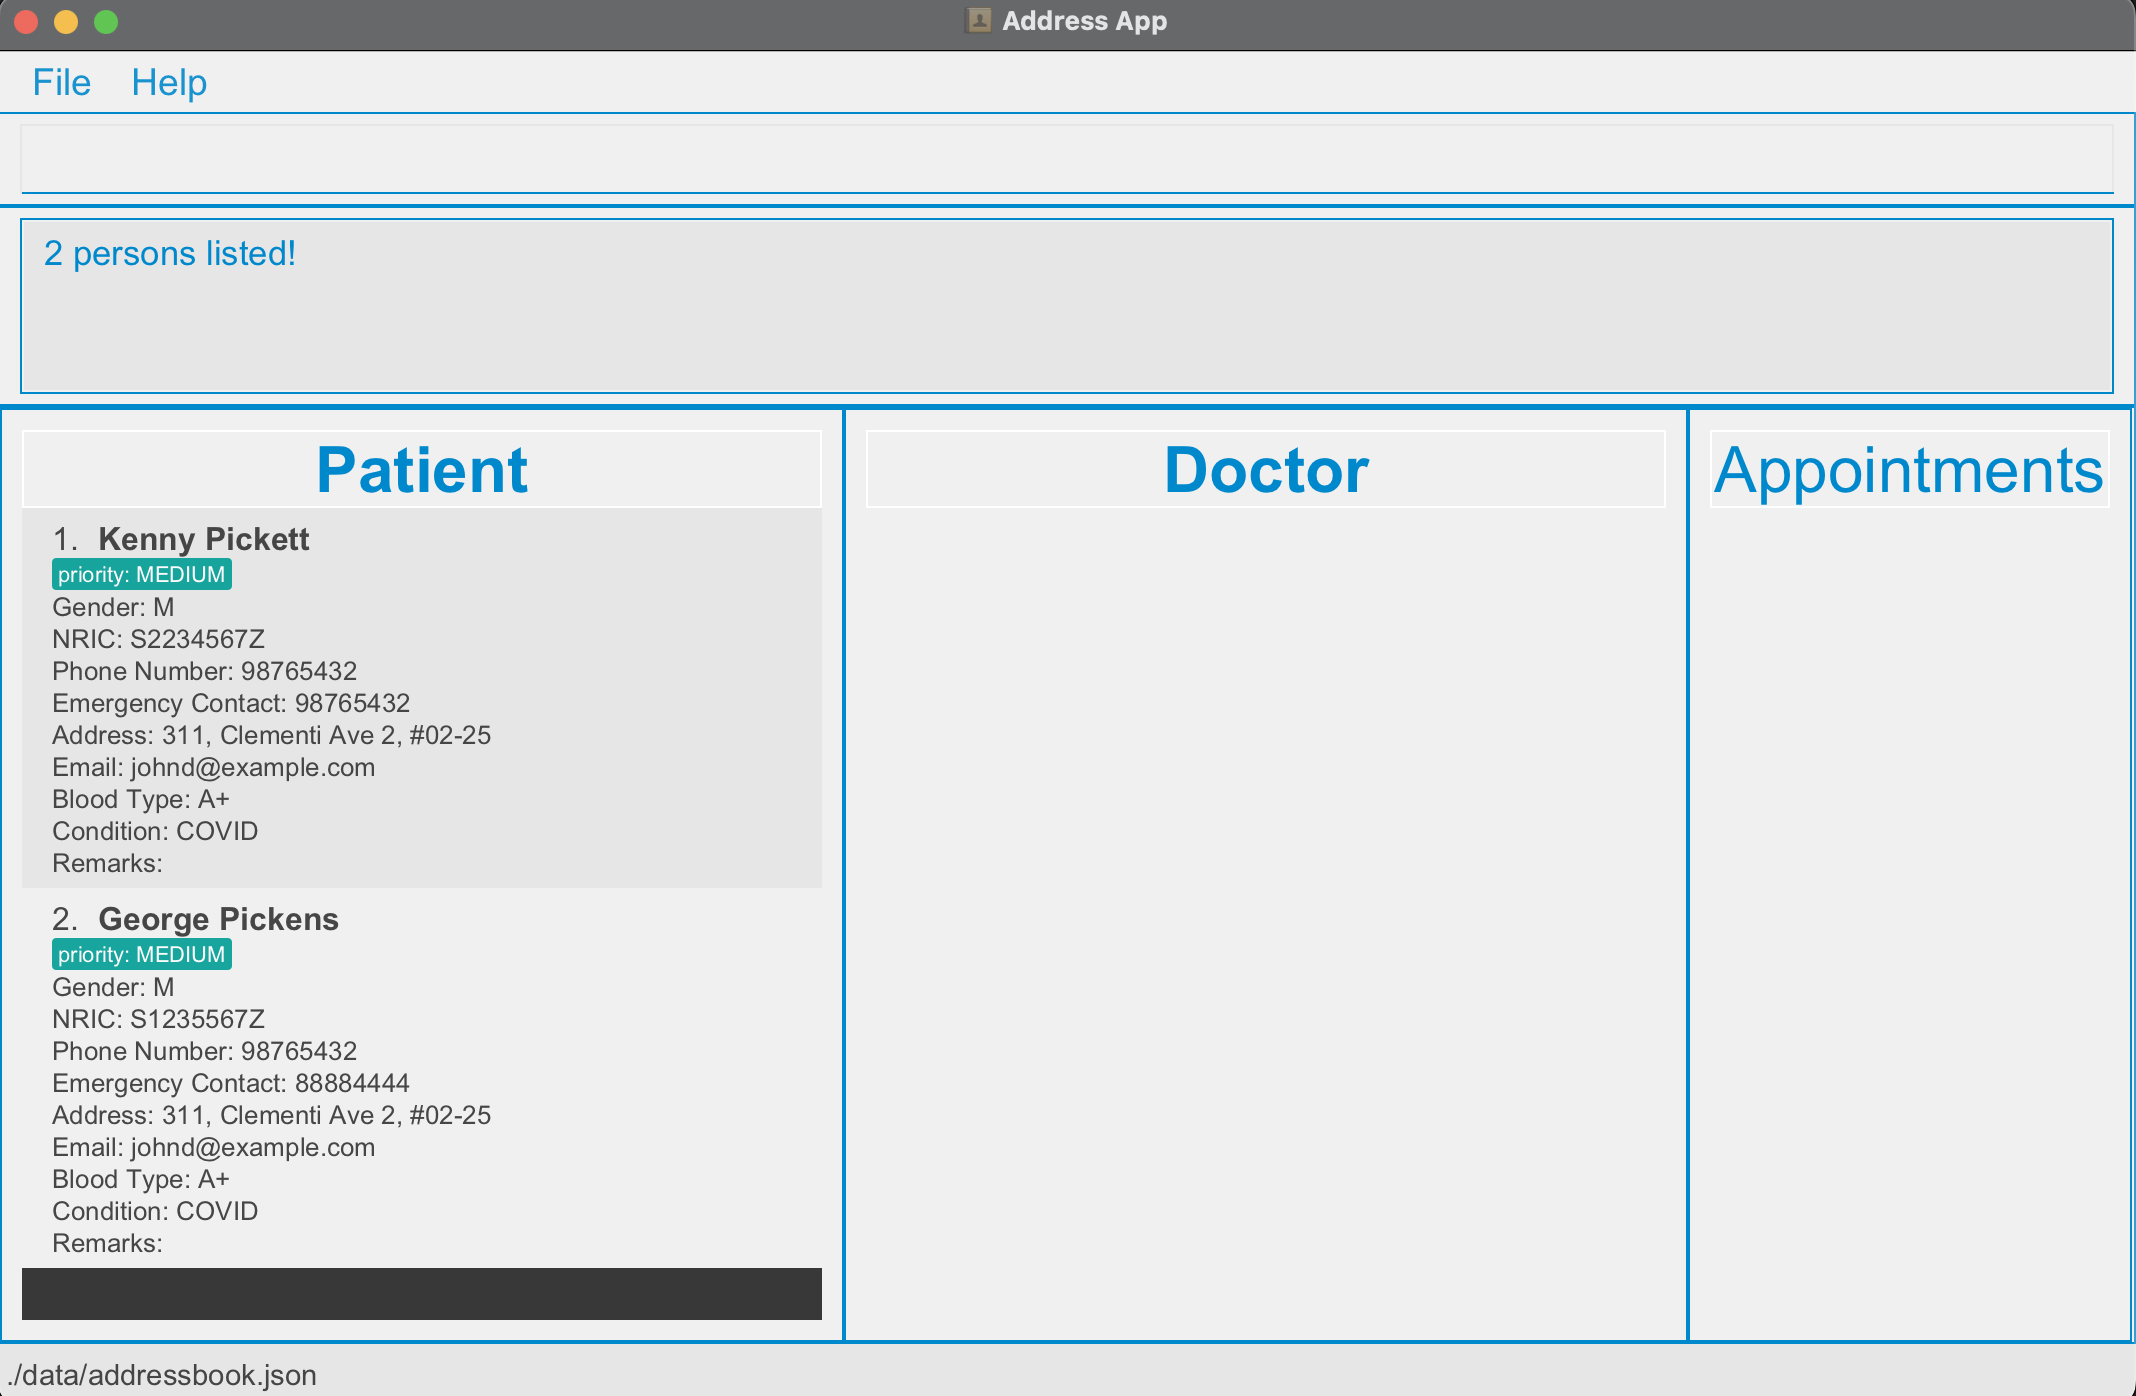 Address App
File Help
2 persons listed!
Patient
1. Kenny Pickett
priority: MEDIUM
Gender: M
NRIC: S2234567Z
Phone Number: 98765432
Emergency Contact: 98765432
Address: 311, Clementi Ave 2, #02-25
Email: johnd@example.com
Blood Type: A+
Condition: COVID
Remarks:
2. George Pickens
priority: MEDIUM
Gender: M
NRIC: S1235567Z
Phone Number: 98765432
Emergency Contact: 88884444
Address: 311, Clementi Ave 2, #02-25
Email: johnd@example.com
Blood Type: A+
Condition: COVID
Remarks:
Doctor
Appointments
./data/addressbook.json